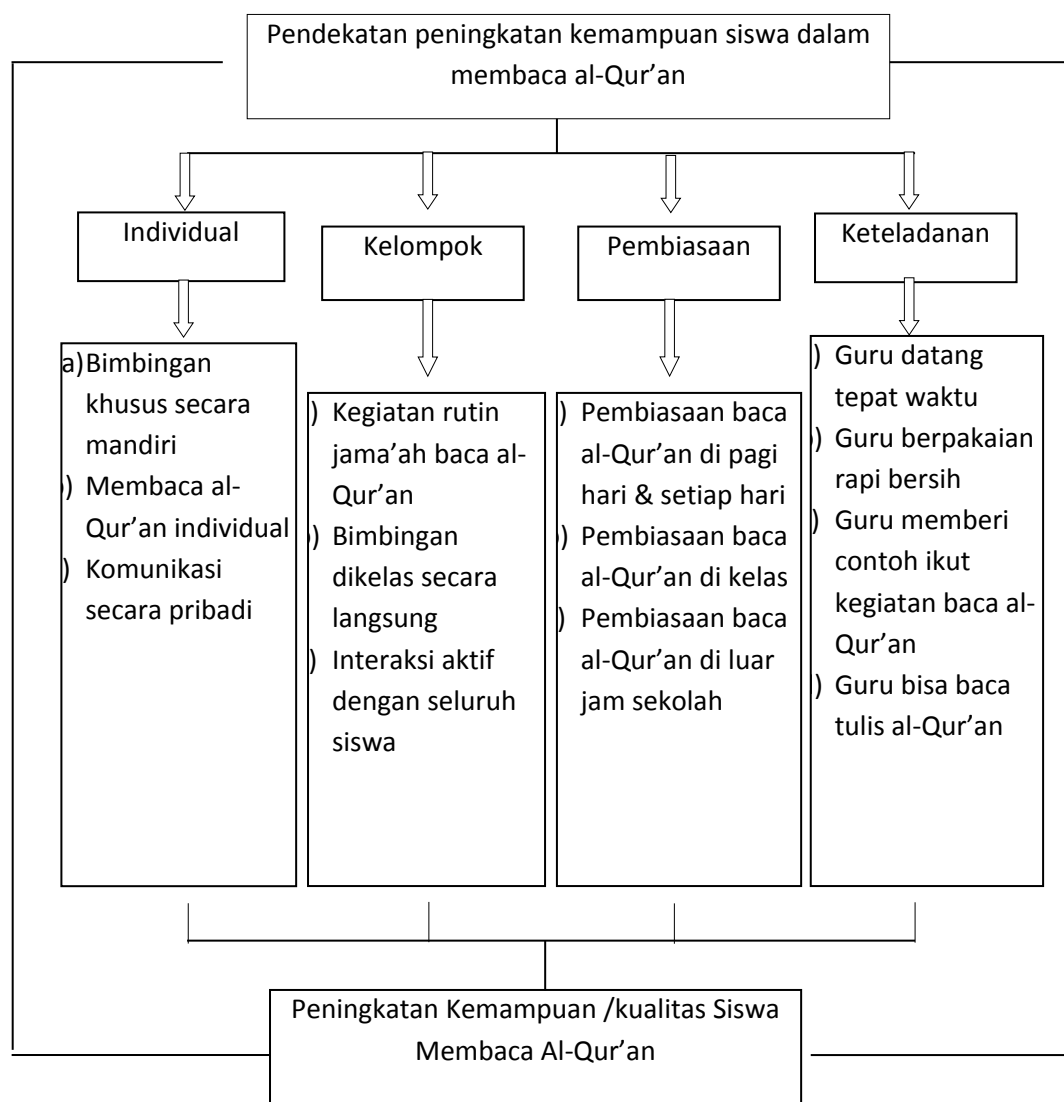 Pendekatan peningkatan kemampuan siswa dalam
membaca al-Qur’an
Individual
Kelompok
Pembiasaan
Keteladanan
a)Bimbingan
khusus secara
mandiri
) Membaca al-
Qur’an individual
) Komunikasi
secara pribadi
) Kegiatan rutin
jama’ah baca al-
Qur’an
) Bimbingan
dikelas secara
langsung
) Interaksi aktif
dengan seluruh
siswa
) Pembiasaan baca
al-Qur’an di pagi
hari & setiap hari
) Pembiasaan baca
al-Qur’an di kelas
) Pembiasaan baca
al-Qur’an di luar
jam sekolah
) Guru datang
tepat waktu
) Guru berpakaian
rapi bersih
) Guru memberi
contoh ikut
kegiatan baca al-
Qur’an
) Guru bisa baca
tulis al-Qur’an
Peningkatan Kemampuan /kualitas Siswa
Membaca Al-Qur’an